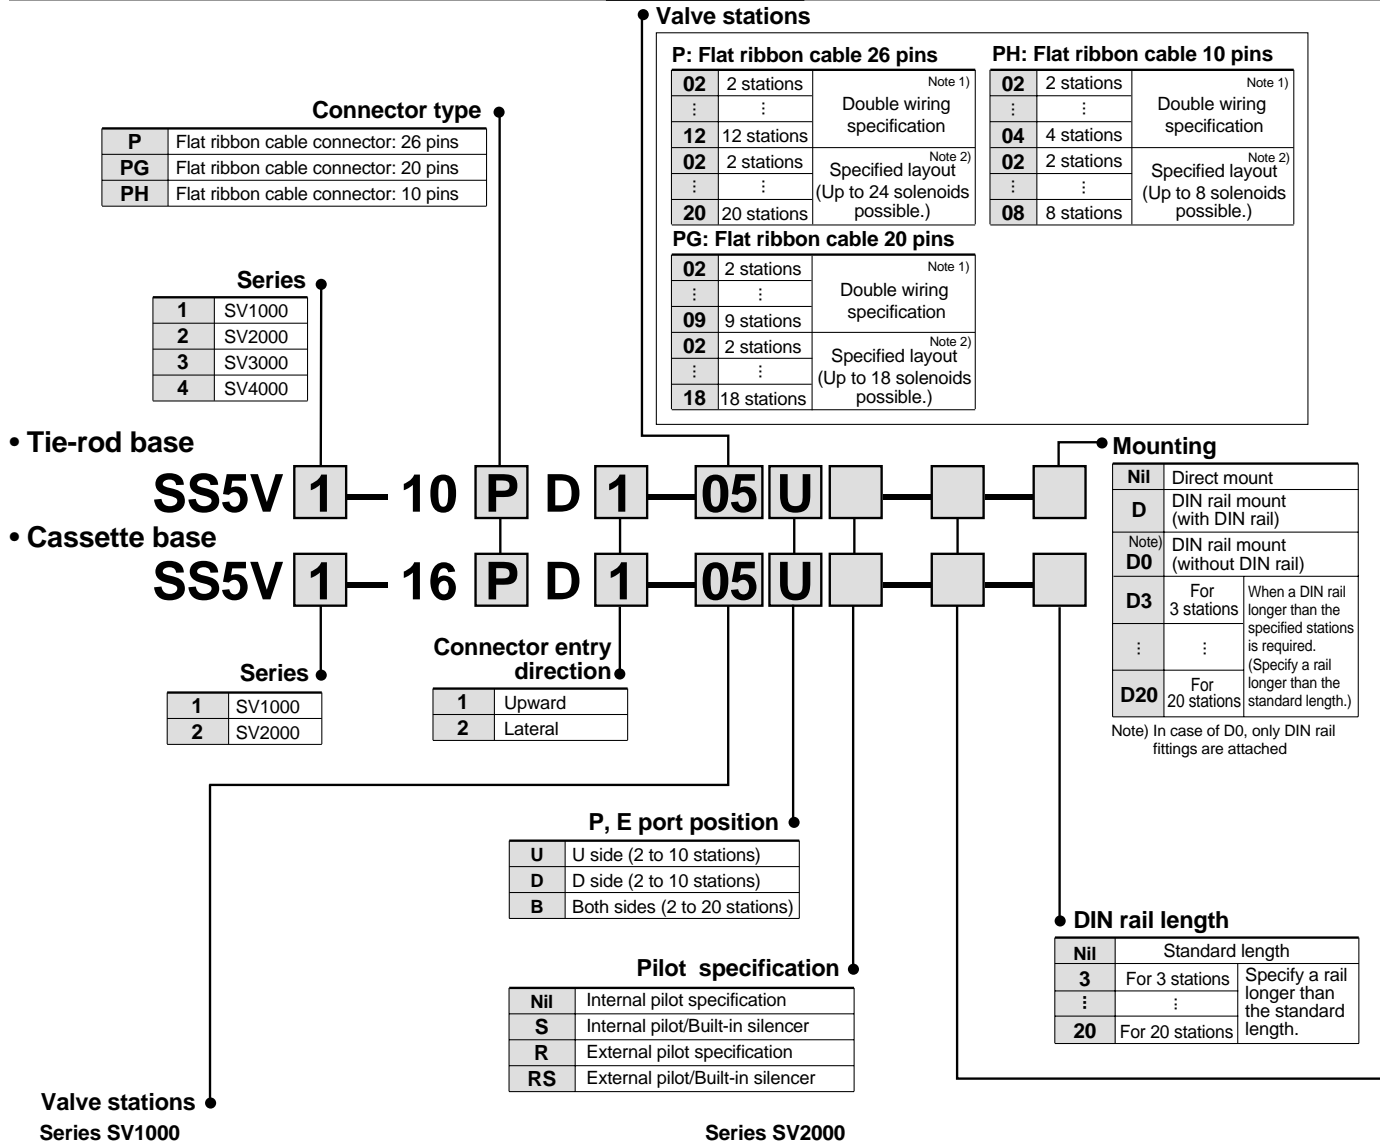 Valve stations
P: Flat ribbon cable 26 pins
02 2 stations Note 1)
⋮ ⋮ Double wiring
12 12 stations specification
02 2 stations Note 2)
⋮ ⋮ Specified layout
(Up to 24 solenoids
20 20 stations possible.)
PH: Flat ribbon cable 10 pins
02 2 stations Note 1)
⋮ ⋮ Double wiring
04 4 stations specification
02 2 stations Note 2)
⋮ ⋮ Specified layout
(Up to 8 solenoids
08 8 stations possible.)
PG: Flat ribbon cable 20 pins
02 2 stations Note 1)
⋮ ⋮ Double wiring
09 9 stations specification
02 2 stations Note 2)
⋮ ⋮ Specified layout
(Up to 18 solenoids
18 18 stations possible.)
Connector type
P Flat ribbon cable connector: 26 pins
PG Flat ribbon cable connector: 20 pins
PH Flat ribbon cable connector: 10 pins
Series
1 SV1000
2 SV2000
3 SV3000
4 SV4000
• Tie-rod base
SS5V 1 — 10 P D 1 — 05 U
• Cassette base
SS5V 1 — 16 P D 1 — 05 U
Mounting
Nil Direct mount
D DIN rail mount
(with DIN rail)
Note) D0 DIN rail mount
(without DIN rail)
D3 For 3 stations
⋮ ⋮
D20 For 20 stations
When a DIN rail
longer than the
specified stations
is required.
(Specify a rail
longer than the
standard length.)
Note) In case of D0, only DIN rail
fittings are attached
Series
1 SV1000
2 SV2000
Connector entry
direction
1 Upward
2 Lateral
P, E port position
U U side (2 to 10 stations)
D D side (2 to 10 stations)
B Both sides (2 to 20 stations)
Pilot specification
Nil Internal pilot specification
S Internal pilot/Built-in silencer
R External pilot specification
RS External pilot/Built-in silencer
DIN rail length
Nil Standard length
3 For 3 stations
⋮ ⋮
20 For 20 stations
Specify a rail
longer than
the standard
length.
Valve stations
Series SV1000
Series SV2000